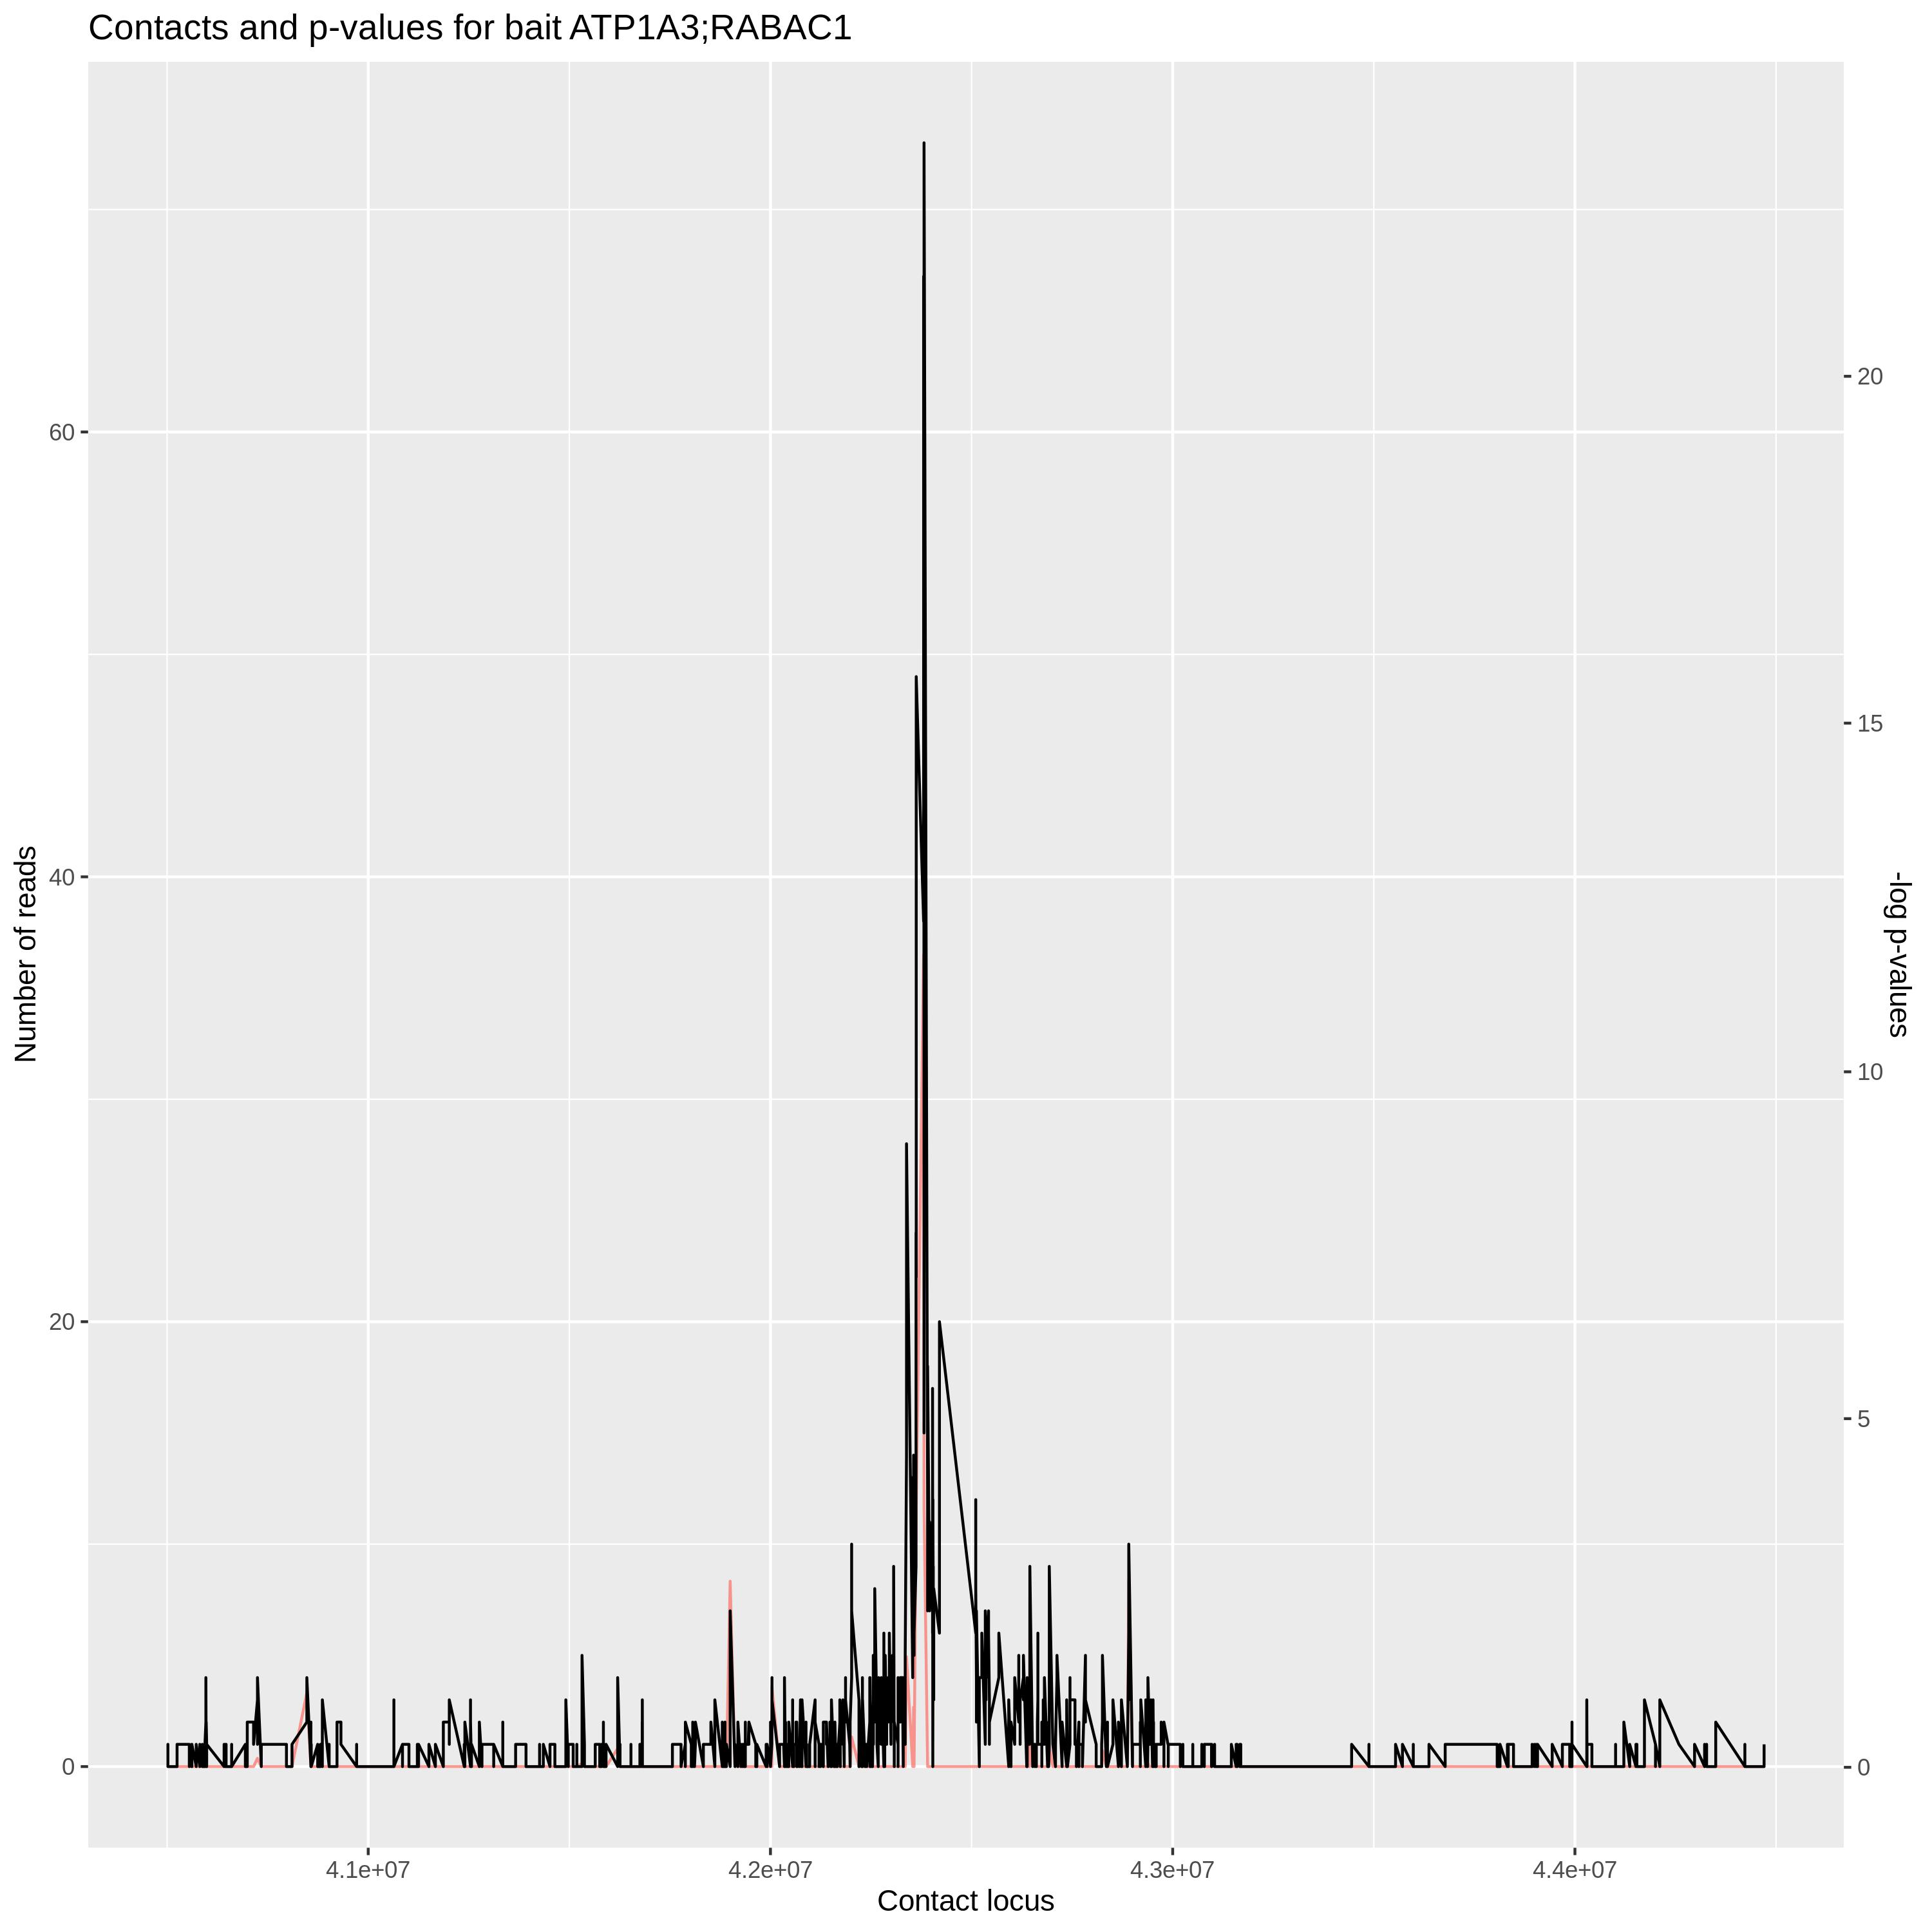 Contacts and p-values for bait ATP1A3;RABAC1
Number of reads
60
40
20
0
20
15
10
5
0
-log p-values
4.1e+07
4.2e+07
4.3e+07
4.4e+07
Contact locus